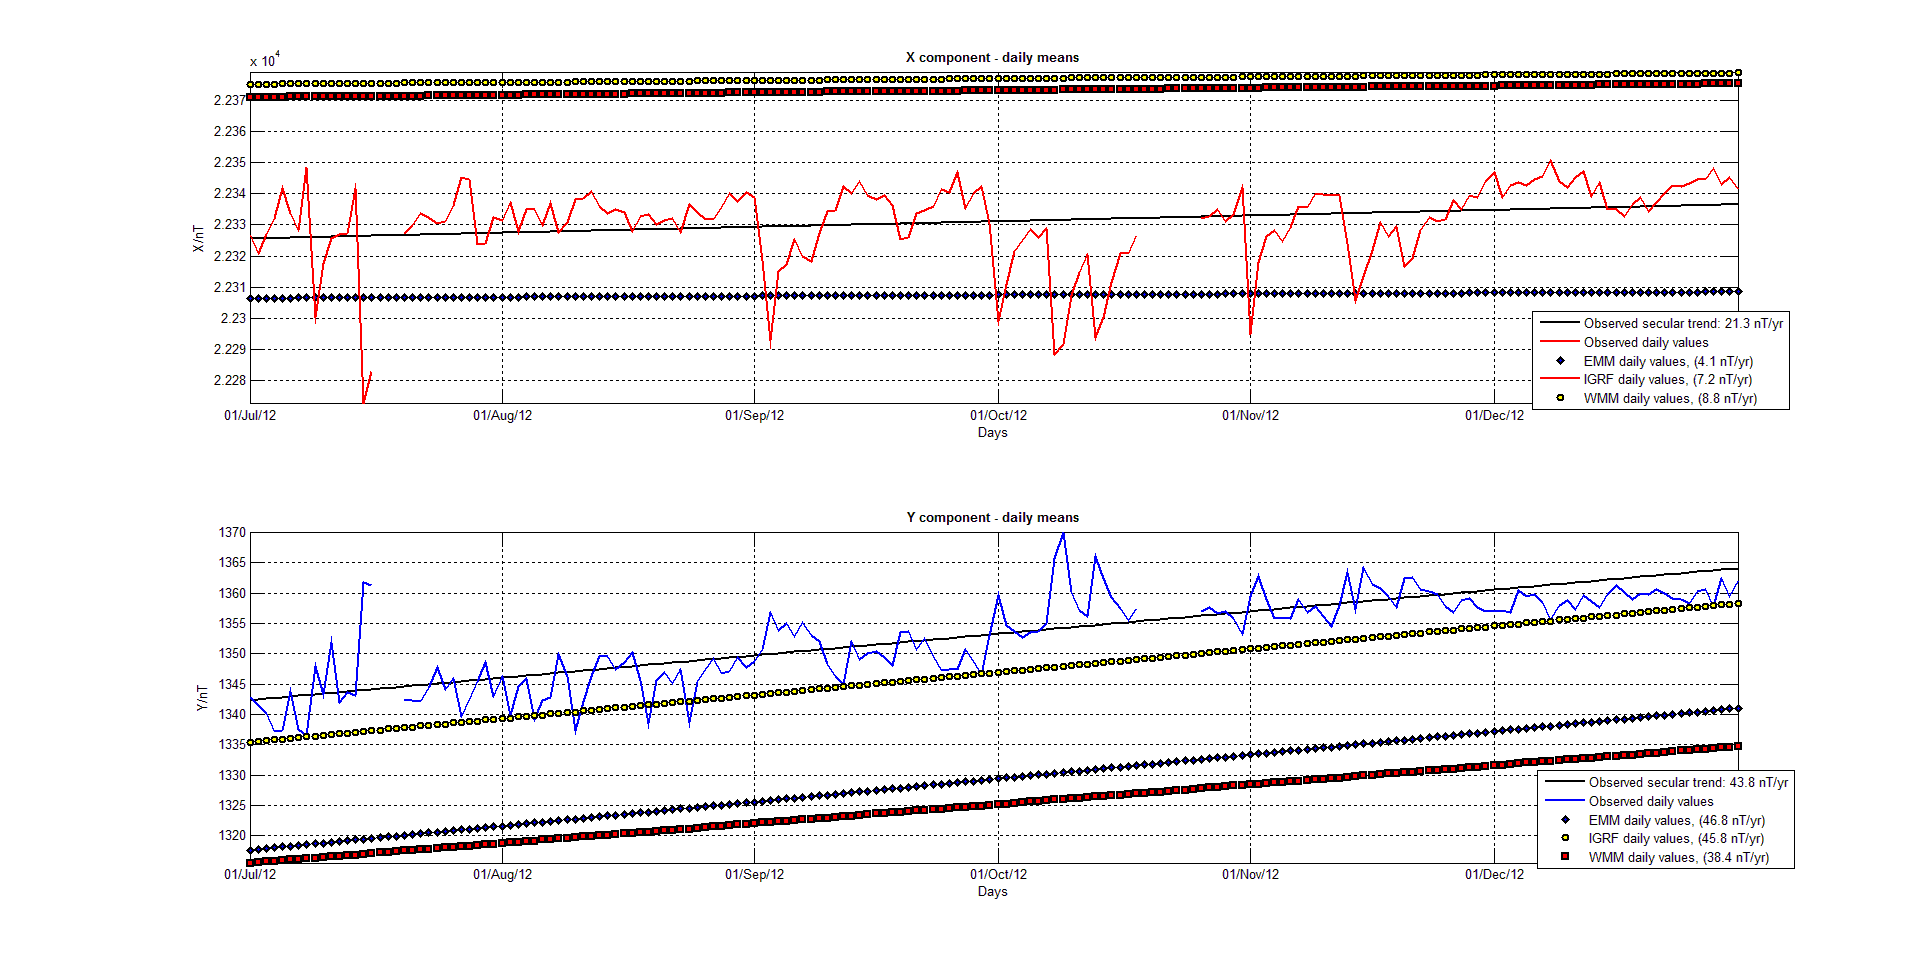 X component - daily means
x 10^4
2.237
2.236
2.235
2.234
2.233
2.232
2.231
2.23
2.229
2.228
X/nT
01/Jul/12 01/Aug/12 01/Sep/12 01/Oct/12 01/Nov/12 01/Dec/12
Days
Observed secular trend: 21.3 nT/yr
Observed daily values
EMM daily values, (4.1 nT/yr)
IGRF daily values, (7.2 nT/yr)
WMM daily values, (8.8 nT/yr)
Y component - daily means
1370
1365
1360
1355
1350
1345
1340
1335
1330
1325
1320
Y/nT
01/Jul/12 01/Aug/12 01/Sep/12 01/Oct/12 01/Nov/12 01/Dec/12
Days
Observed secular trend: 43.8 nT/yr
Observed daily values
EMM daily values, (46.8 nT/yr)
IGRF daily values, (45.8 nT/yr)
WMM daily values, (38.4 nT/yr)